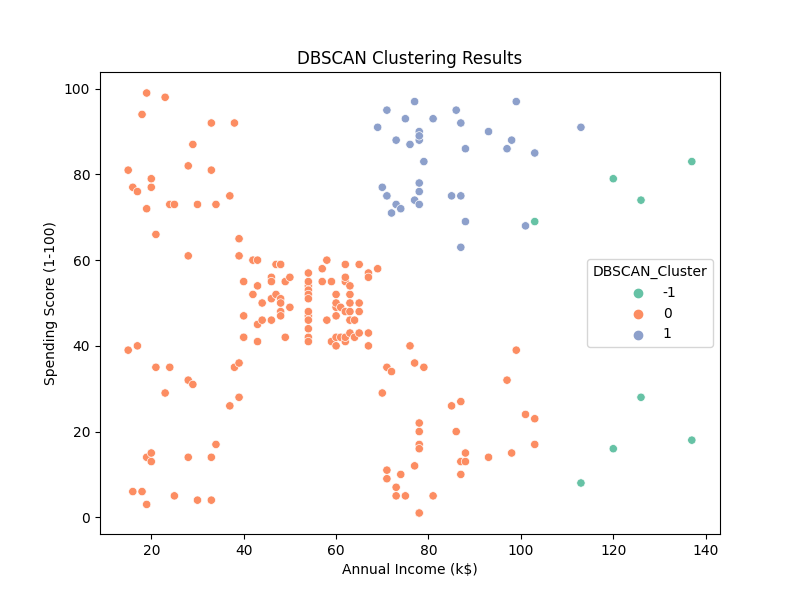 DBSCAN Clustering Results
100
80
60
40
20
0
Spending Score (1-100)
DBSCAN_Cluster
-1
0
1
20 40 60 80 100 120 140
Annual Income (k$)